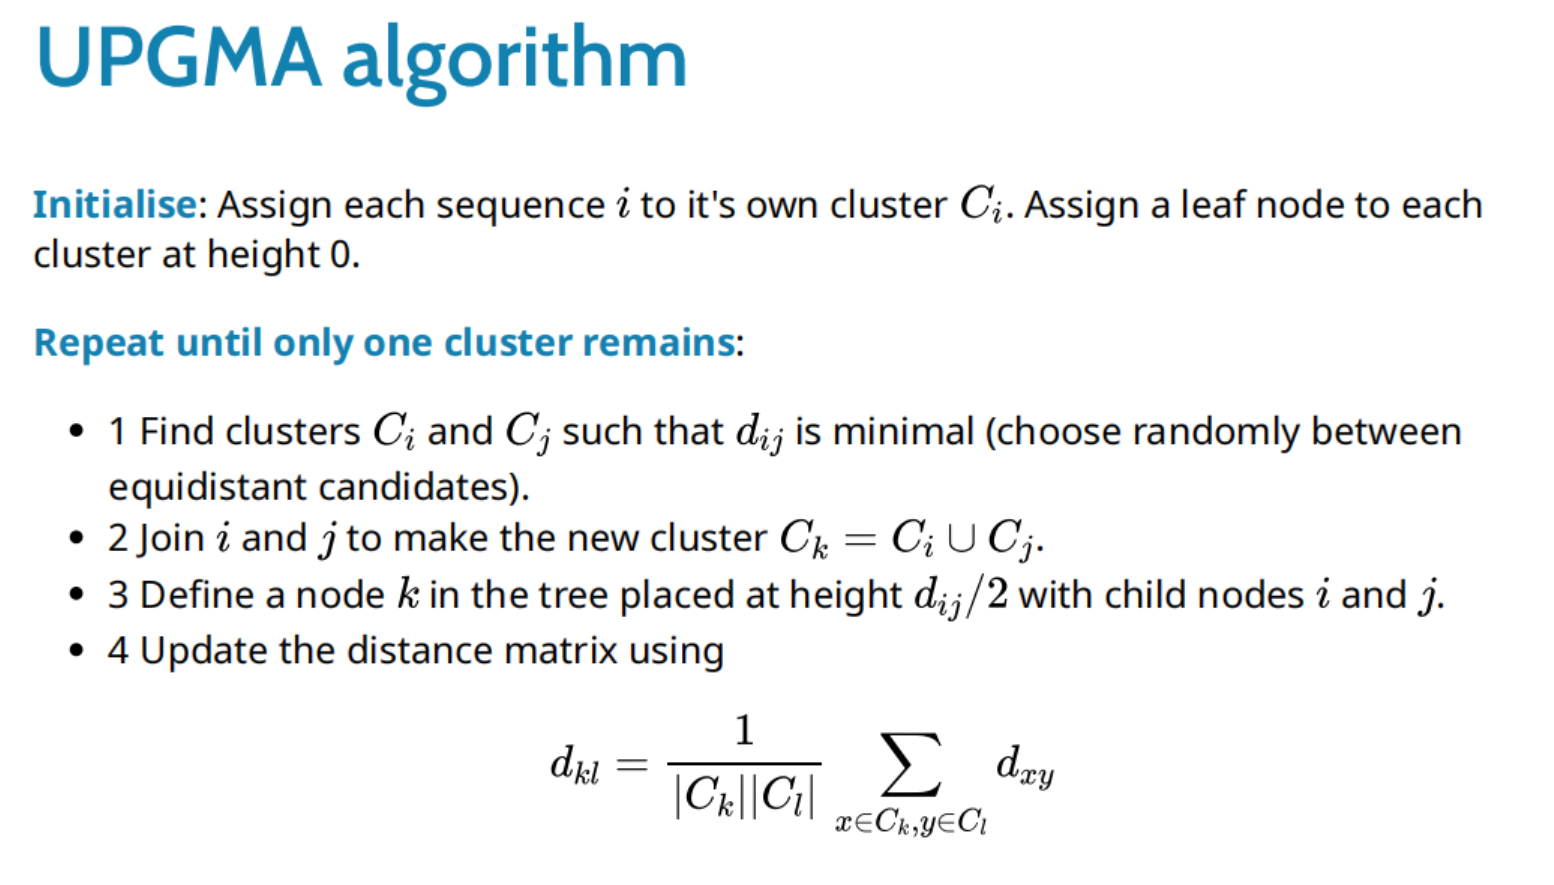 UPGMA algorithm
Initialise: Assign each sequence i to it's own cluster C_i. Assign a leaf node to each
cluster at height 0.
Repeat until only one cluster remains:
• 1 Find clusters C_i and C_j such that d_{ij} is minimal (choose randomly between
equidistant candidates).
• 2 Join i and j to make the new cluster C_k = C_i ∪ C_j.
• 3 Define a node k in the tree placed at height d_{ij}/2 with child nodes i and j.
• 4 Update the distance matrix using
d_{kl} = \frac{1}{|C_k||C_l|} \sum_{x∈C_k,y∈C_l} d_{xy}